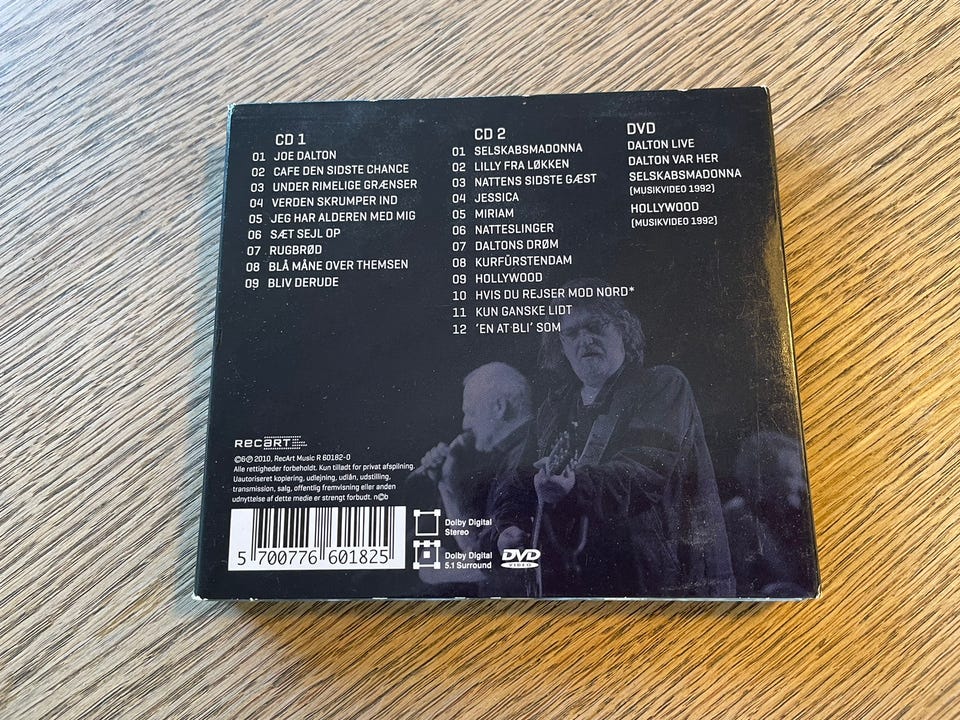 CD 1
01 JOE DALTON
02 CAFE DEN SIDSTE CHANCE
03 UNDER RIMELIGE GRÆNSER
04 VERDEN SKRUMPER IND
05 JEG HAR ALDEREN MED MIG
06 SÆT SEJL OP
07 RUGBRØD
08 BLÅ MÅNE OVER THEMSEN
09 BLIV DERUDE
CD 2
01 SELSKABSMADONNA
02 LILLY FRA LØKKEN
03 NATTENS SIDSTE GÆST
04 JESSICA
05 MIRIAM
06 NATTESLINGER
07 DALTONS DRØM
08 KURFÜRSTENDAM
09 HOLLYWOOD
10 HVIS DU REJSER MOD NORD*
11 KUN GANSKE LIDT
12 'EN AT BLI' SOM
DVD
DALTON LIVE
DALTON VAR HER
SELSKABSMADONNA
(MUSIKVIDEO 1992)
HOLLYWOOD
(MUSIKVIDEO 1992)
recart
©&℗ 2010, RecArt Music R 60182-0
Alle rettigheder forbeholdt. Kun tilladt for privat afspilning.
Uautoriseret kopiering, udlejning, udlån, udstilling,
transmission, salg, offentlig fremvisning eller anden
udnyttelse af dette medie er strengt forbudt. n©b
5 700776 601825
Dolby Digital
Stereo
Dolby Digital
5.1 Surround
DVD
VIDEO